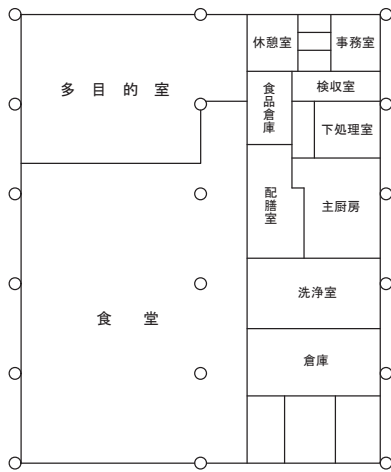 休憩室
事務室
多目的室
食品倉庫
検収室
下処理室
配膳室
主厨房
洗浄室
食堂
倉庫